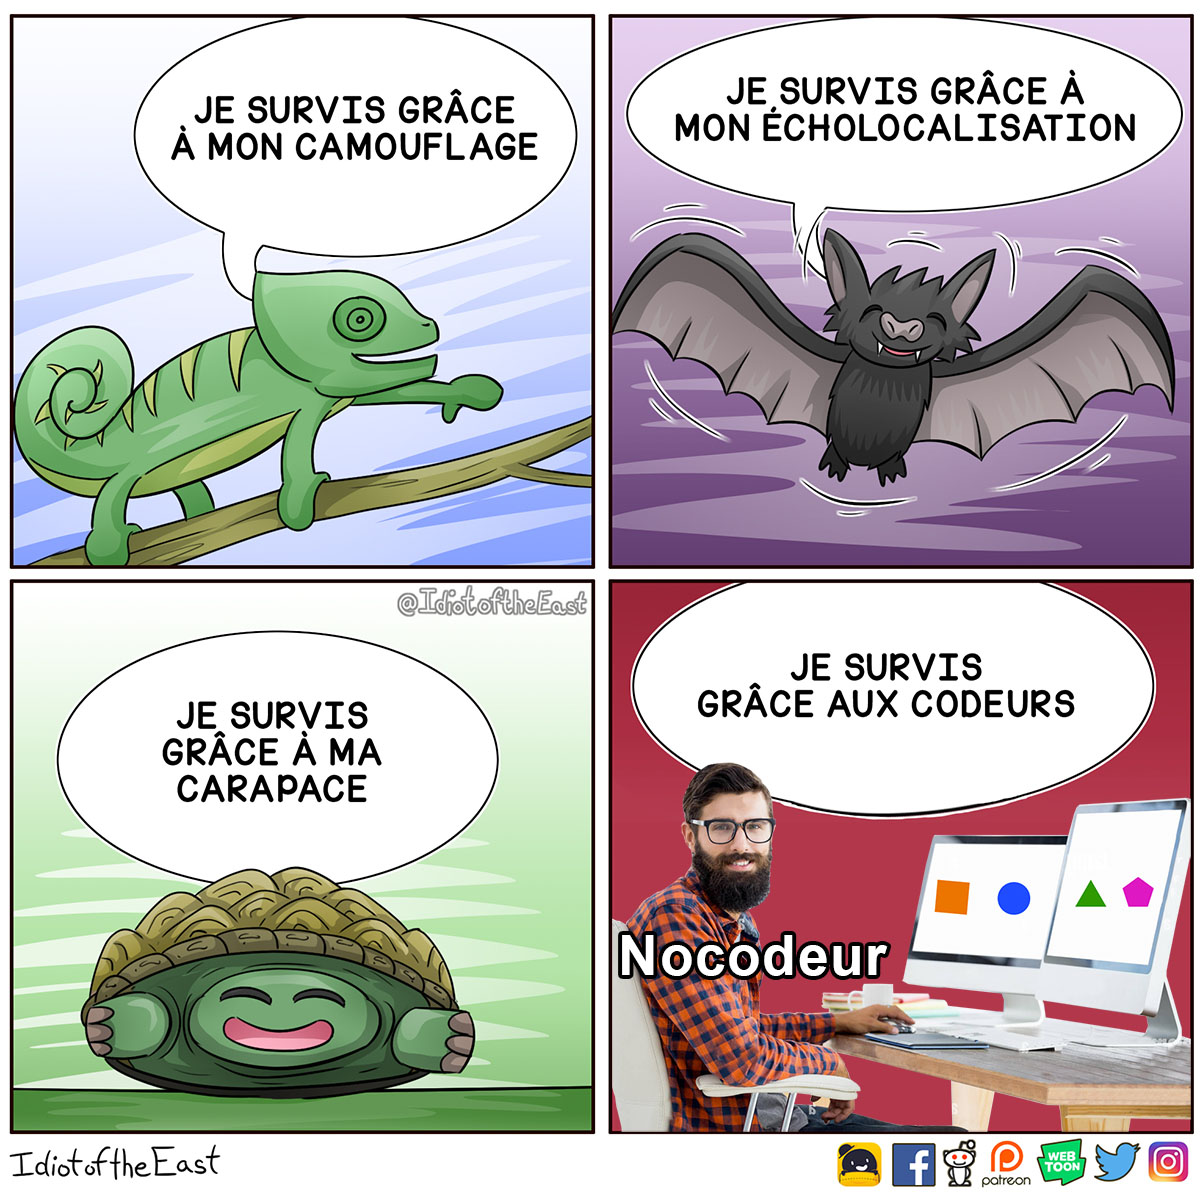 JE SURVIS GRÂCE
À MON CAMOUFLAGE
JE SURVIS GRÂCE À
MON ÉCHOLOCALISATION
@IdiotoftheEast
JE SURVIS
GRÂCE À MA
CARAPACE
JE SURVIS
GRÂCE AUX CODEURS
Nocodeur
IdiotoftheEast
patreon
WEB
TOON